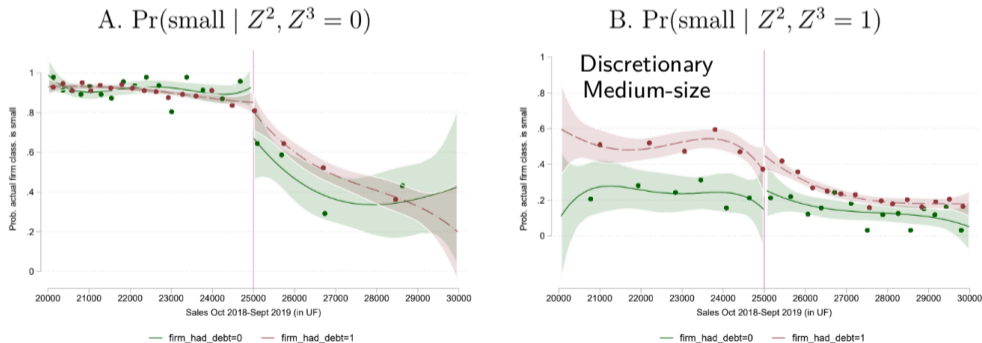 A. Pr(small | Z², Z³ = 0)
Prob. actual firm class. is small
1
.8
.6
.4
.2
0
20000 21000 22000 23000 24000 25000 26000 27000 28000 29000 30000
Sales Oct 2018-Sept 2019 (in UF)
firm_had_debt=0 firm_had_debt=1
B. Pr(small | Z², Z³ = 1)
Discretionary
Medium-size
Prob. actual firm class. is small
1
.8
.6
.4
.2
0
20000 21000 22000 23000 24000 25000 26000 27000 28000 29000 30000
Sales Oct 2018-Sept 2019 (in UF)
firm_had_debt=0 firm_had_debt=1